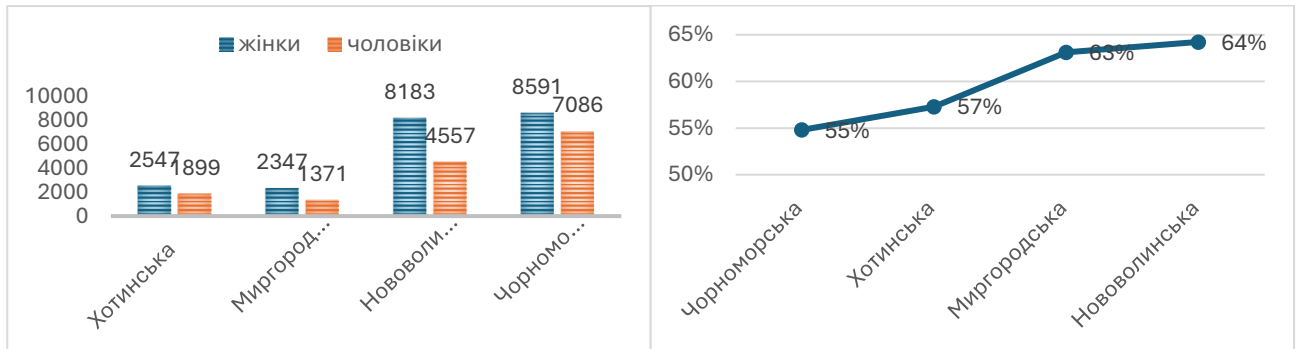 жінки чоловіки
10000
8000
6000
4000
2000
0
2547
1899
2347
1371
8183
4557
8591
7086
Хотинська
Миргород...
Нововоли...
Чорномо...
65%
60%
55%
50%
55%
57%
63%
64%
Чорноморська
Хотинська
Миргородська
Нововолинська